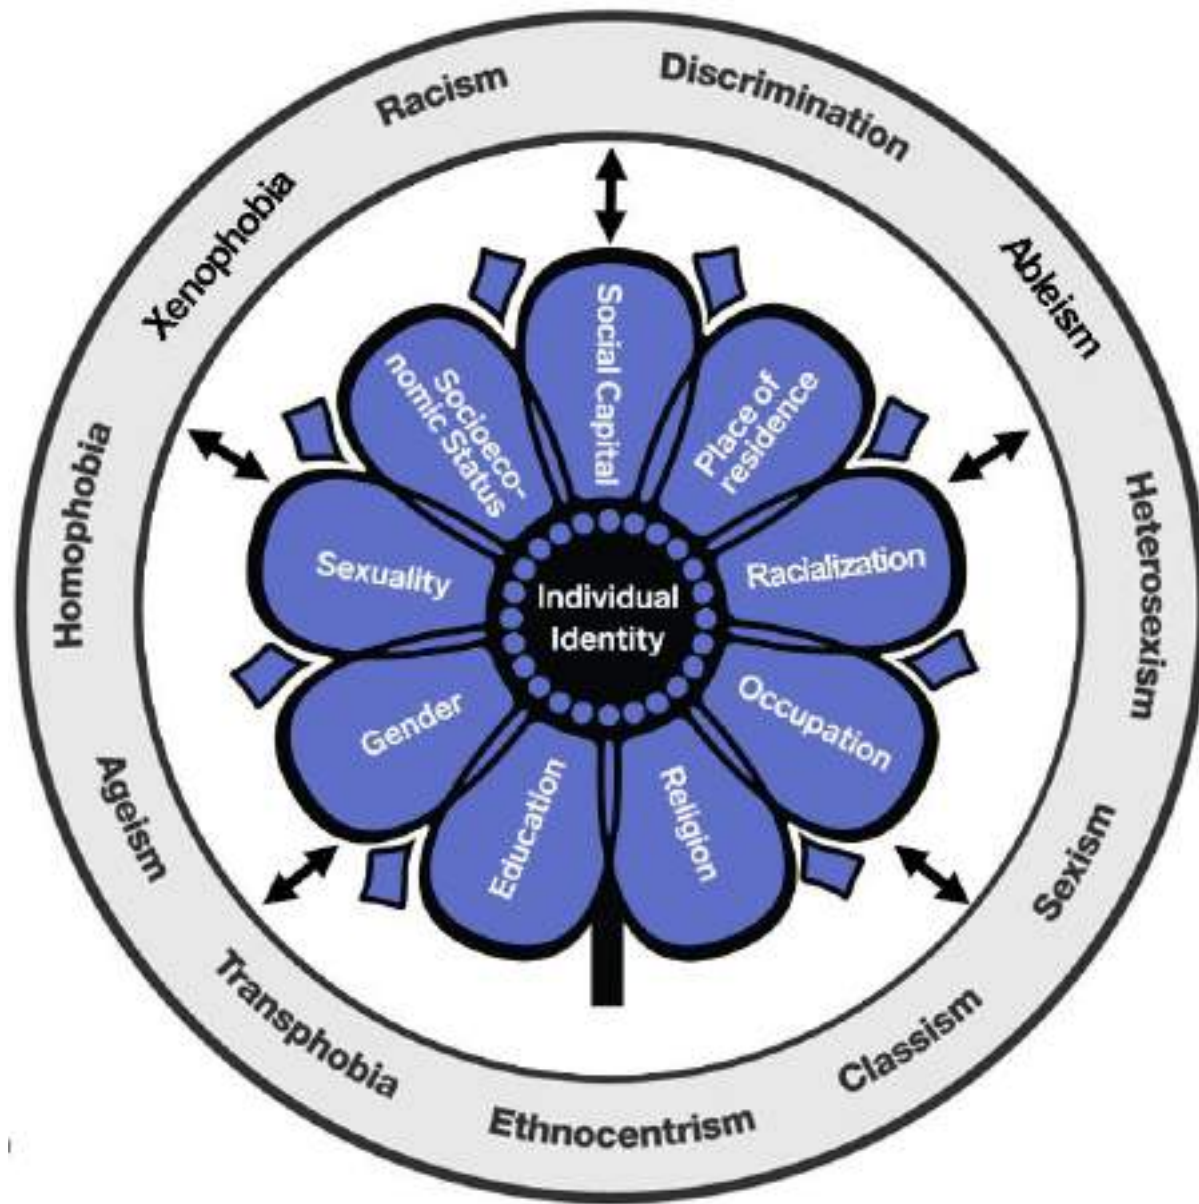 Racism
Discrimination
Ableism
Heterosexism
Sexism
Classism
Ethnocentrism
Transphobia
Ageism
Homophobia
Xenophobia
Social Capital
Place of
residence
Racialization
Occupation
Religion
Education
Gender
Sexuality
Socioeco-
nomic Status
Individual
Identity